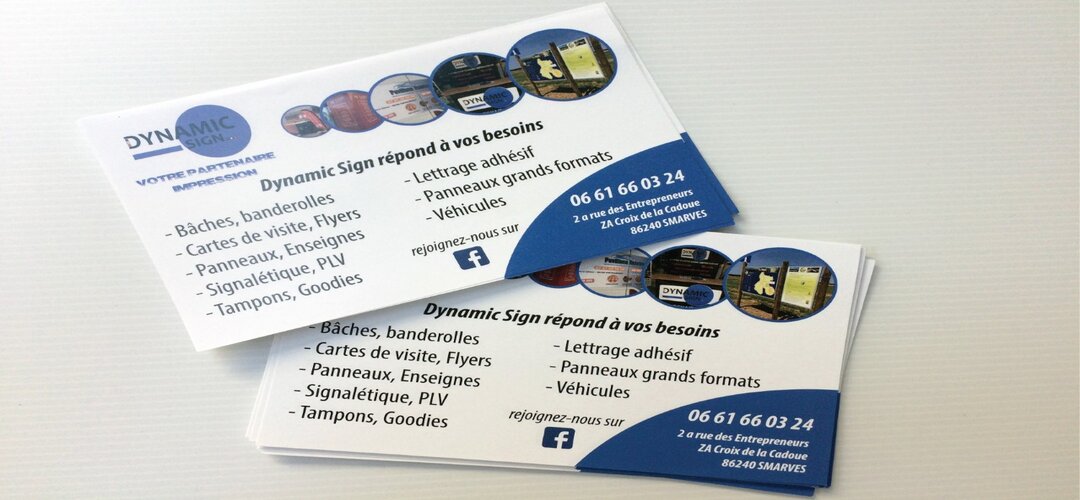 DYNAMIC
SIGN
VOTRE PARTENAIRE
IMPRESSION
DYNAMIC
Dynamic Sign répond à vos besoins
- Bâches, banderolles
- Cartes de visite, Flyers
- Panneaux, Enseignes
- Signalétique, PLV
- Tampons, Goodies
- Lettrage adhésif
- Panneaux grands formats
- Véhicules
rejoignez-nous sur
f
06 61 66 03 24
2 a rue des Entrepreneurs
ZA Croix de la Cadoue
86240 SMARVES
DYNAMIC
Dynamic Sign répond à vos besoins
- Bâches, banderolles
- Cartes de visite, Flyers
- Panneaux, Enseignes
- Signalétique, PLV
- Tampons, Goodies
- Lettrage adhésif
- Panneaux grands formats
- Véhicules
rejoignez-nous sur
f
06 61 66 03 24
2 a rue des Entrepreneurs
ZA Croix de la Cadoue
86240 SMARVES